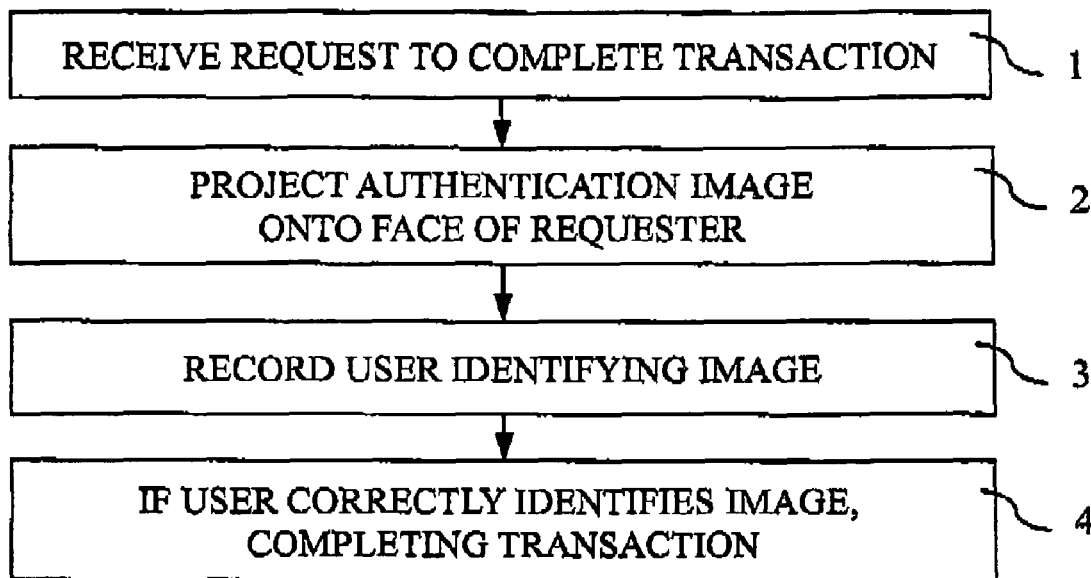 RECEIVE REQUEST TO COMPLETE TRANSACTION
1
PROJECT AUTHENTICATION IMAGE
ONTO FACE OF REQUESTER
2
RECORD USER IDENTIFYING IMAGE
3
IF USER CORRECTLY IDENTIFIES IMAGE,
COMPLETING TRANSACTION
4